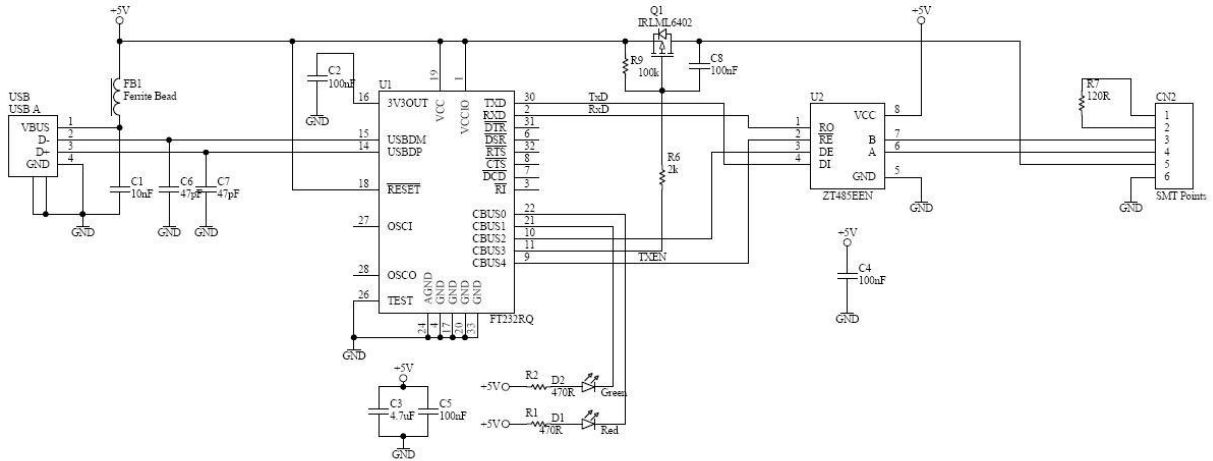 +5V
FB1
Ferrite Bead
USB
USB A
VBUS 1
D- 2
D+ 3
GND 4
C1
10nF
C6
47pF
C7
47pF
GND
GND
GND
C2
100nF
GND
U1
16 3V3OUT
15 USBDM
14 USBDP
18 RESET
27 OSCI
28 OSCO
26 TEST
19 VCC
1 VCCIO
TXD 30
RXD 2
DTR 31
DSR 6
RTS 32
CTS 8
DCD 7
RI 3
CBUS0 22
CBUS1 21
CBUS2 10
CBUS3 11
CBUS4 9
AGND 24
GND 4
GND 17
GND 20
GND 33
FT232RQ
GND
TxD
RxD
TXEN
Q1
IRLML6402
R9
100k
C8
100nF
R6
2k
+5V
U2
1 RO
2 RE
3 DE
4 DI
VCC 8
B 7
A 6
GND 5
ZT485EEN
GND
+5V
C4
100nF
GND
R7
120R
CN2
1
2
3
4
5
6
SMT Points
GND
+5V
C3
4.7uF
C5
100nF
GND
+5V
R2
470R
D2
Green
+5V
R1
470R
D1
Red